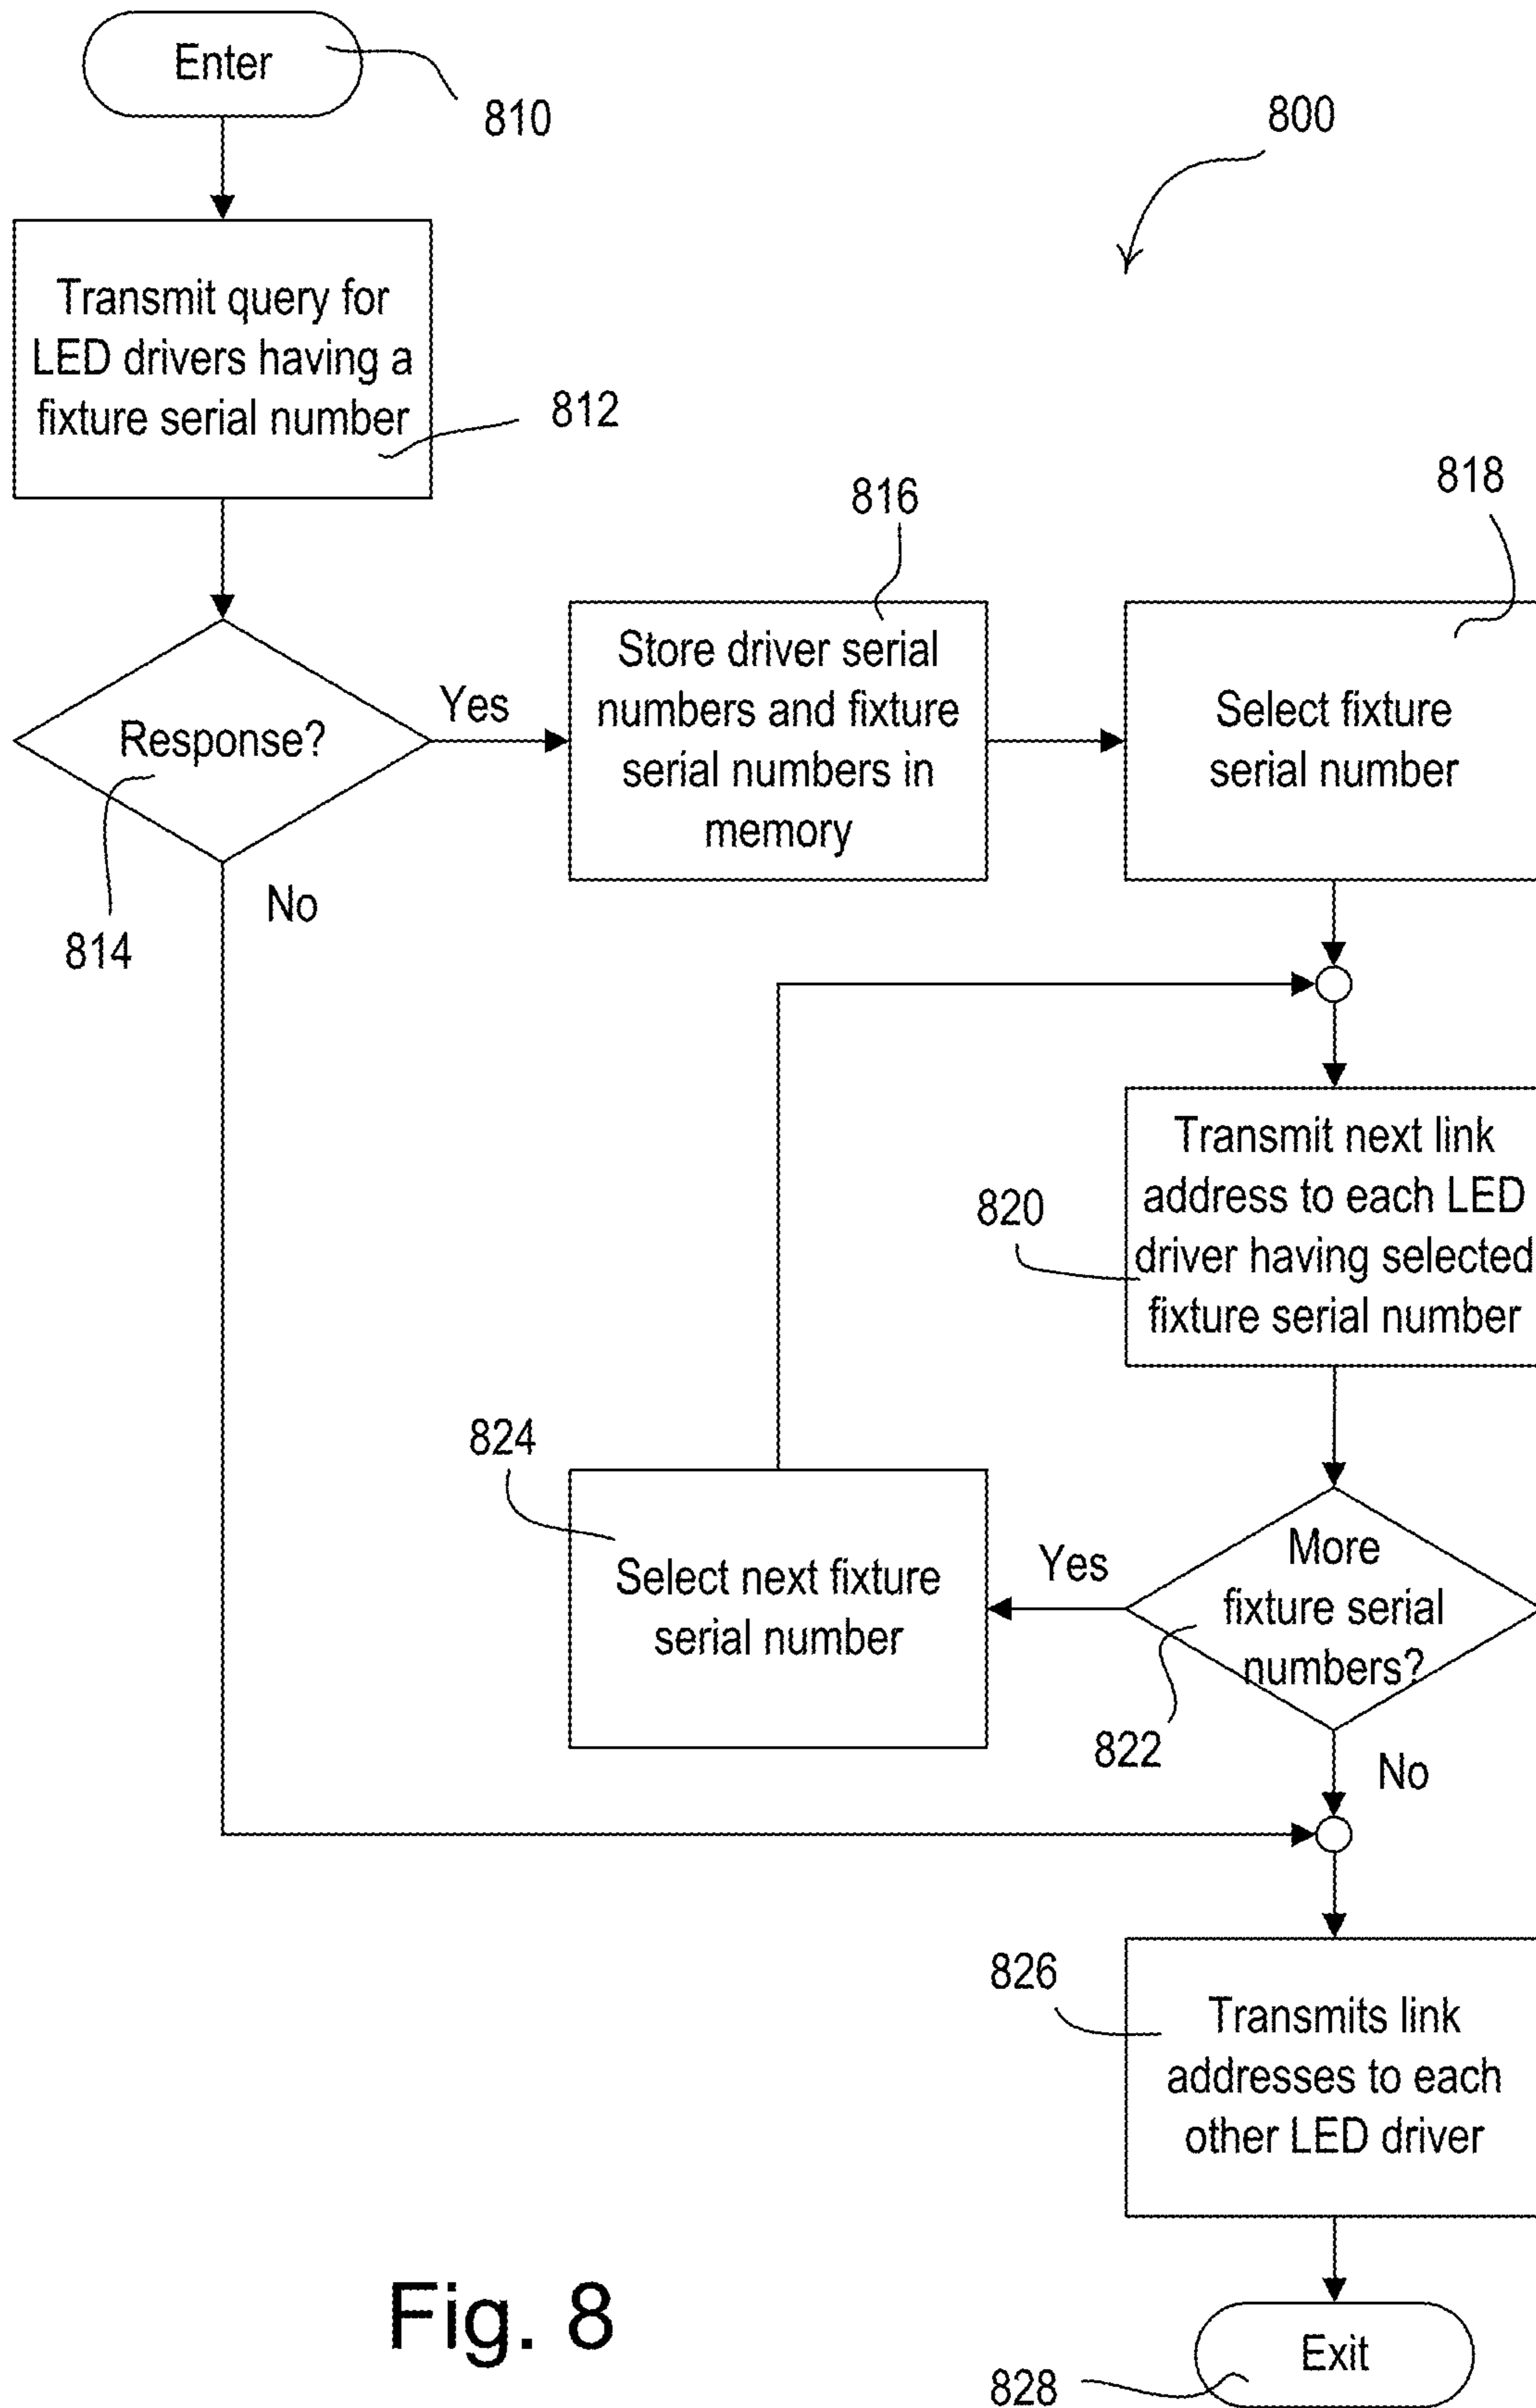 Enter
810
800
Transmit query for
LED drivers having a
fixture serial number
812
816
818
Response?
Yes
Store driver serial
numbers and fixture
serial numbers in
memory
Select fixture
serial number
No
814
Transmit next link
address to each LED
driver having selected
fixture serial number
820
824
Select next fixture
serial number
Yes
More
fixture serial
numbers?
822
No
826
Transmits link
addresses to each
other LED driver
Fig. 8
Exit
828